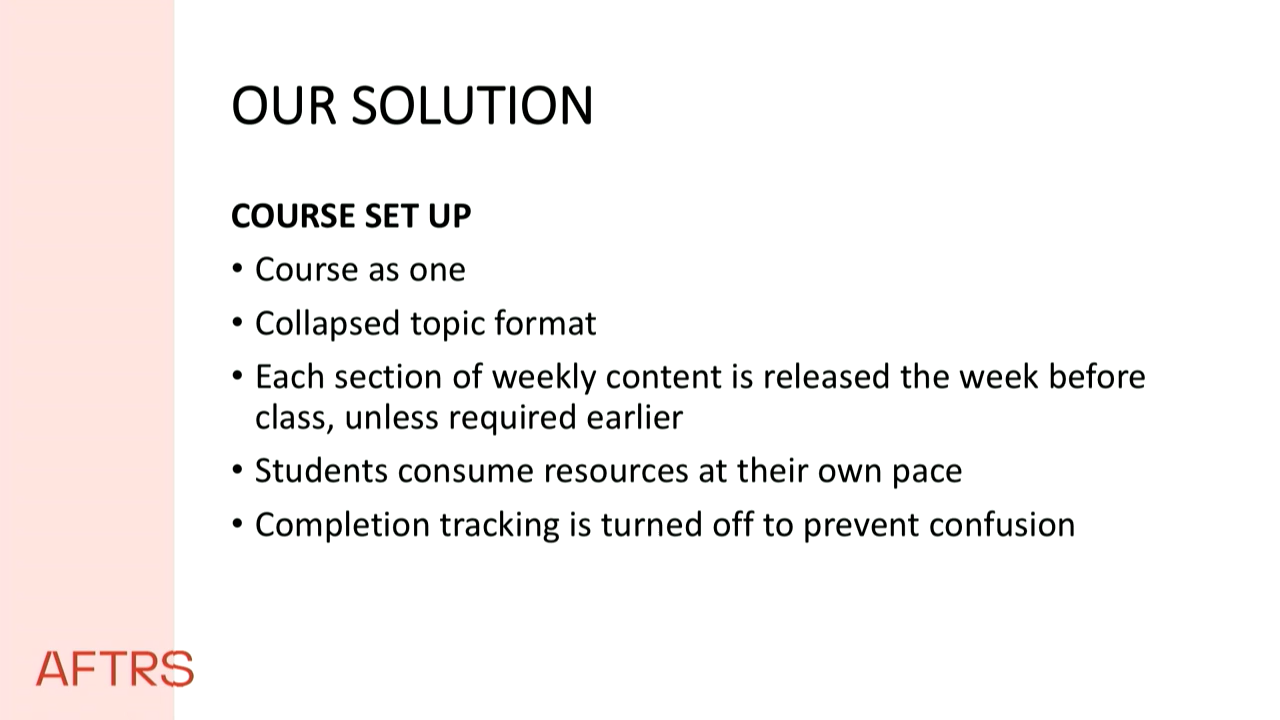 OUR SOLUTION
COURSE SET UP
• Course as one
• Collapsed topic format
• Each section of weekly content is released the week before
class, unless required earlier
• Students consume resources at their own pace
• Completion tracking is turned off to prevent confusion
AFTRS